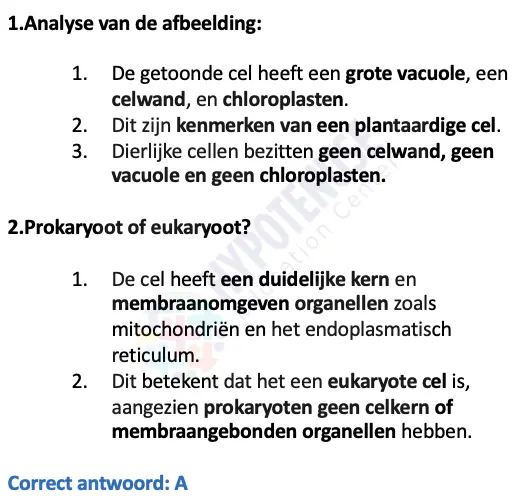 1.Analyse van de afbeelding:
1. De getoonde cel heeft een grote vacuole, een
celwand, en chloroplasten.
2. Dit zijn kenmerken van een plantaardige cel.
3. Dierlijke cellen bezitten geen celwand, geen
vacuole en geen chloroplasten.
2.Prokaryoot of eukaryoot?
1. De cel heeft een duidelijke kern en
membraanomgeven organellen zoals
mitochondriën en het endoplasmatisch
reticulum.
2. Dit betekent dat het een eukaryote cel is,
aangezien prokaryoten geen celkern of
membraangebonden organellen hebben.
Correct antwoord: A